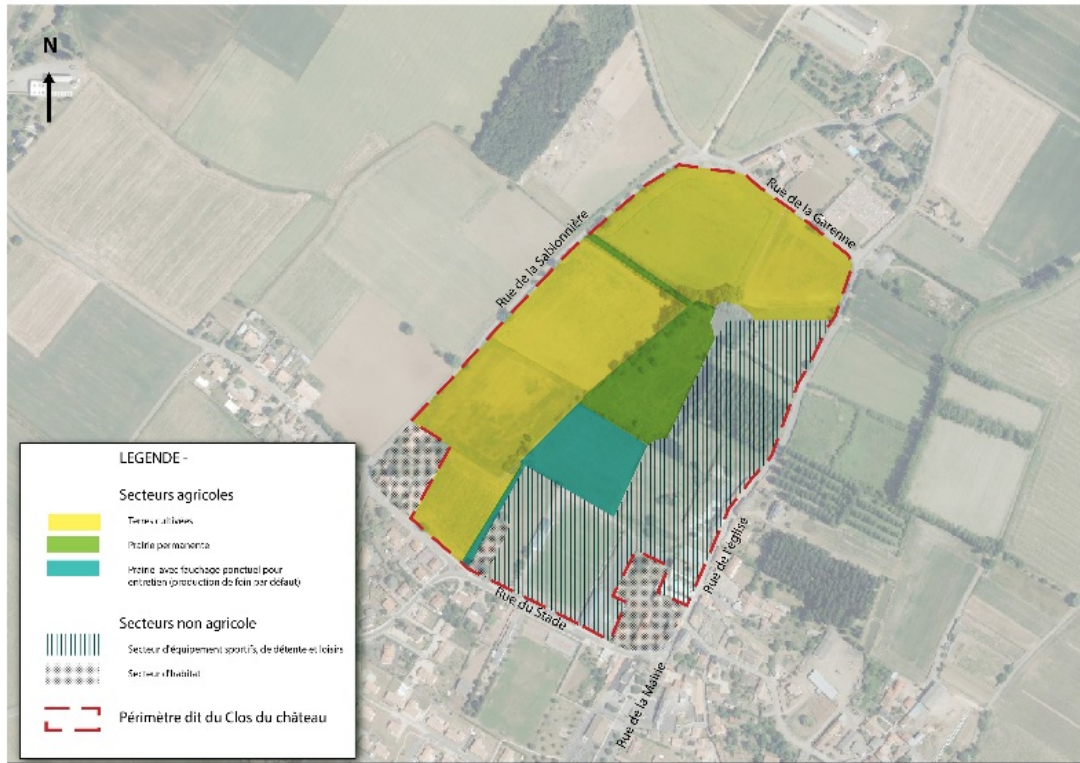 N
Rue de la Garenne
Rue de la Sablonnière
LEGENDE -
Secteurs agricoles
Terres cultivées
Prairie permanente
Prairie avec fauchage ponctuel pour
entretien (production de foin par défaut)
Secteurs non agricole
Secteur d'équipement sportifs, de détente et loisirs
Secteur d'habitat
Périmètre dit du Clos du château
Rue de l'eglise
Rue du Stade
Rue de la Mairie